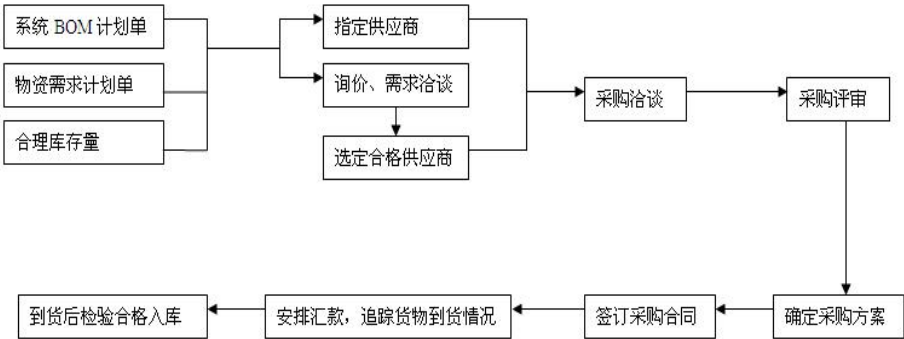 系统 BOM 计划单
指定供应商
物资需求计划单
询价、需求洽谈
采购洽谈
采购评审
合理库存量
选定合格供应商
到货后检验合格入库
安排汇款，追踪货物到货情况
签订采购合同
确定采购方案